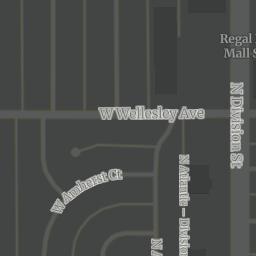 Regal
Mall S
W Wellesley Ave
N Division St
W Amherst Ct
N Atlantic – Division
N A